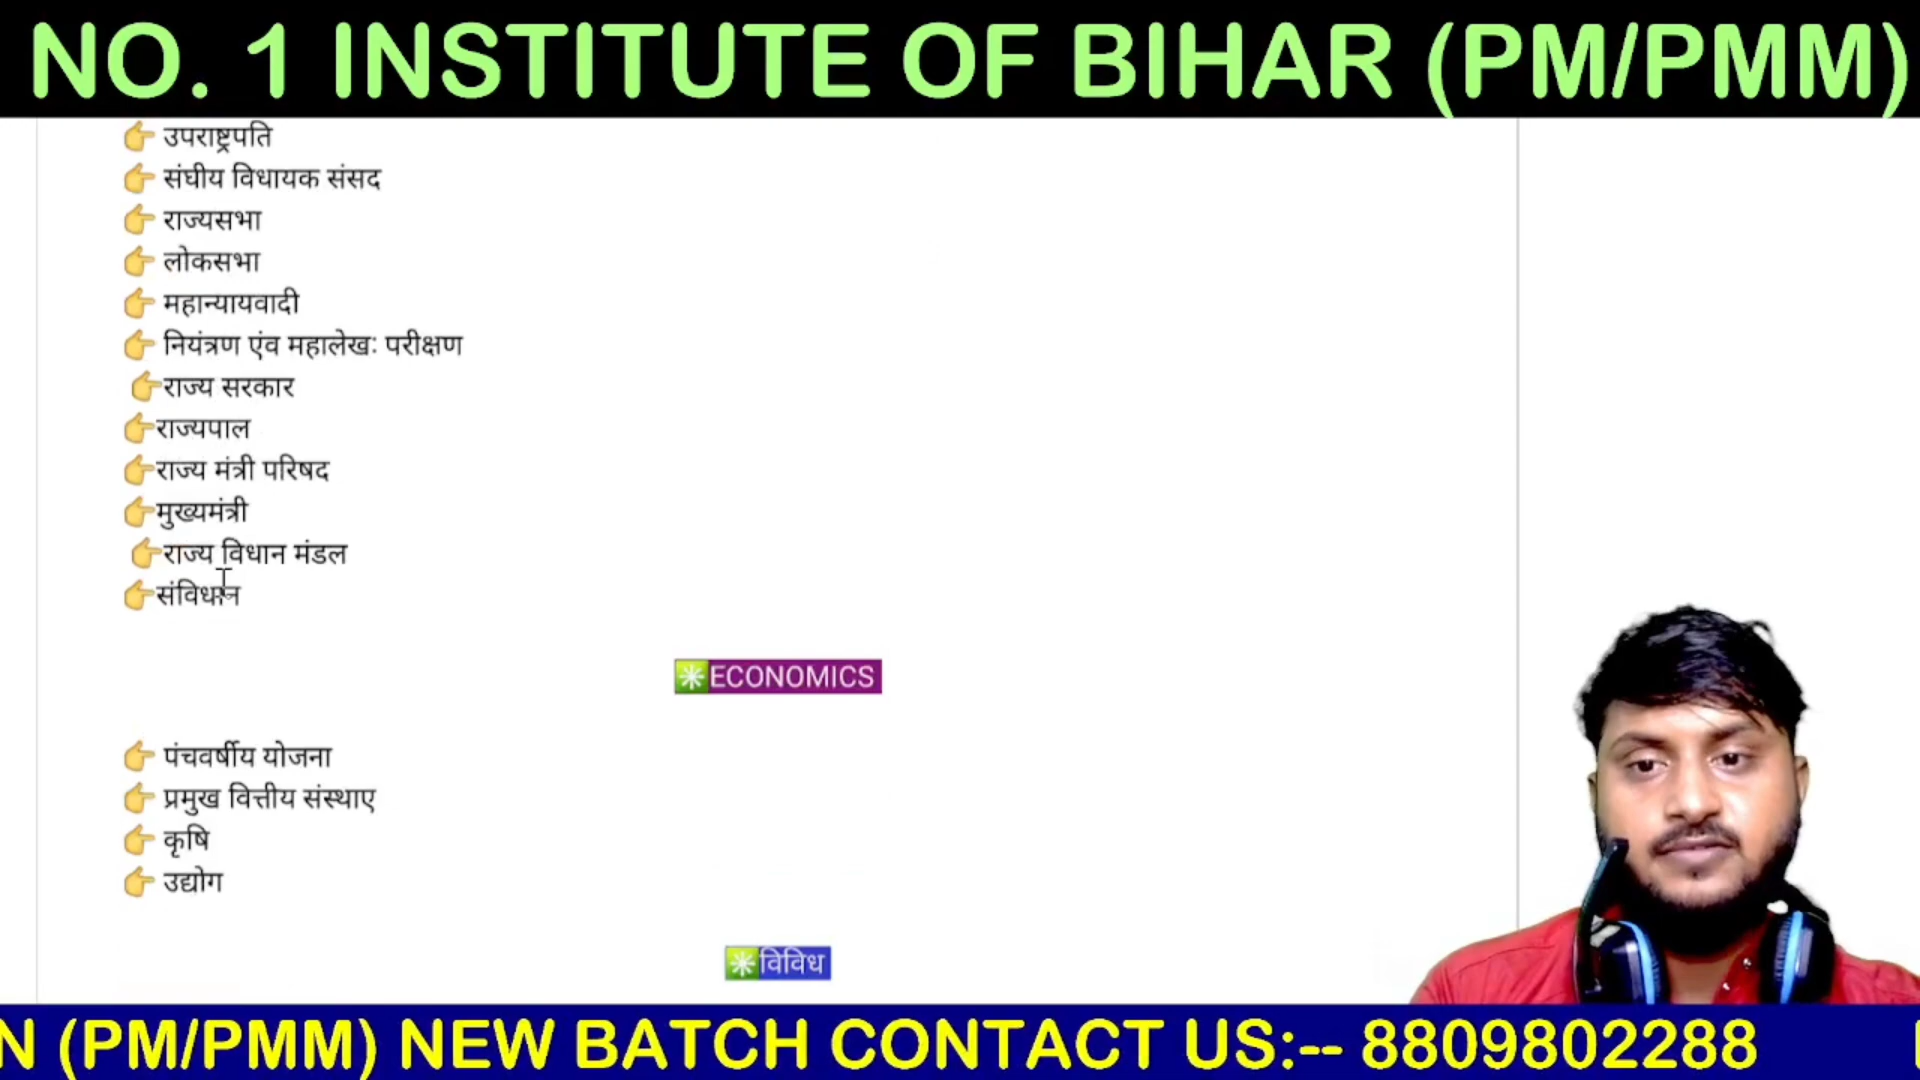 NO. 1 INSTITUTE OF BIHAR (PM/PMM)
👉 उपराष्ट्रपति
👉 संघीय विधायक संसद
👉 राज्यसभा
👉 लोकसभा
👉 महान्यायवादी
👉 नियंत्रण एंव महालेखः परीक्षण
👉राज्य सरकार
👉राज्यपाल
👉राज्य मंत्री परिषद
👉मुख्यमंत्री
👉राज्य विधान मंडल
👉संविधान
✳ECONOMICS
👉 पंचवर्षीय योजना
👉 प्रमुख वित्तीय संस्थाए
👉 कृषि
👉 उद्योग
✳विविध
N (PM/PMM) NEW BATCH CONTACT US:-- 8809802288